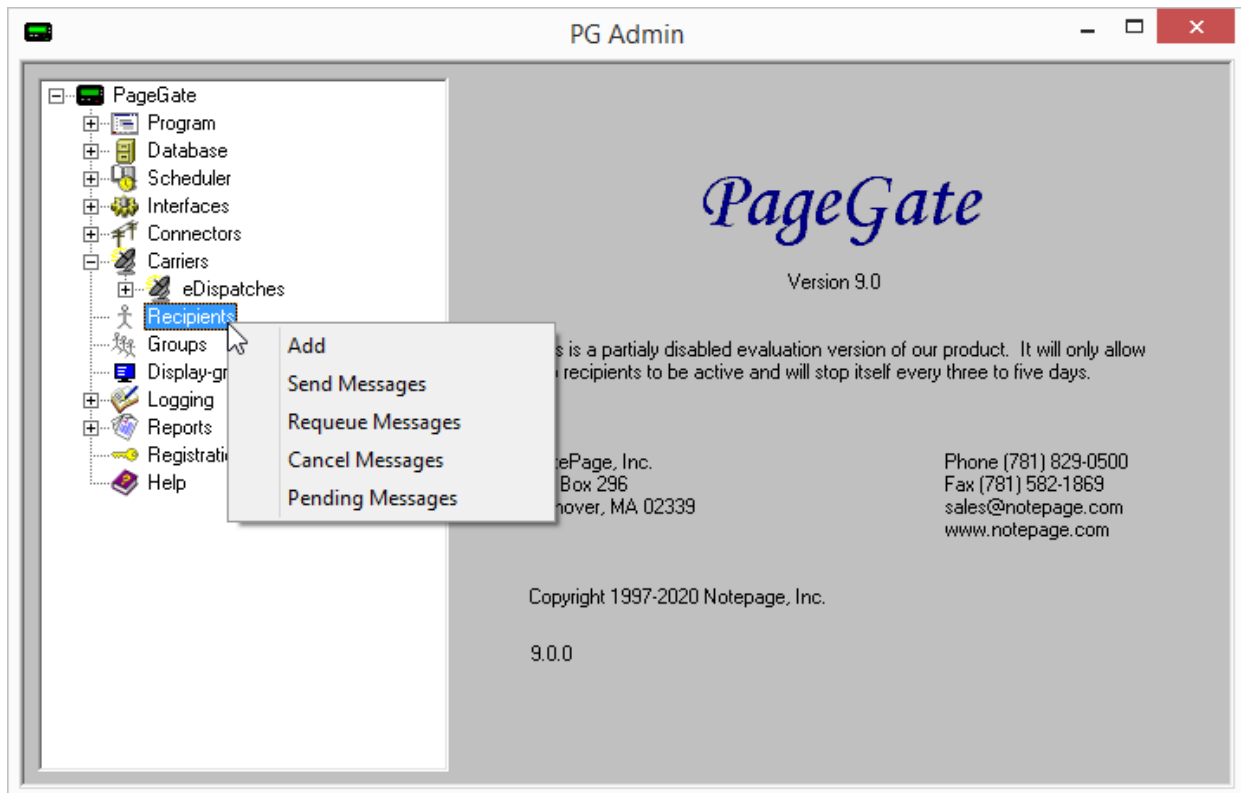 PG Admin
PageGate
Program
Database
Scheduler
Interfaces
Connectors
Carriers
eDispatches
Recipients
Groups
Display-gr
Logging
Reports
Registrati
Help
Add
Send Messages
Requeue Messages
Cancel Messages
Pending Messages
PageGate
Version 9.0
s is a partialy disabled evaluation version of our product. It will only allow
recipients to be active and will stop itself every three to five days.
ePage, Inc.
Box 296
nover, MA 02339
Phone (781) 829-0500
Fax (781) 582-1869
sales@notepage.com
www.notepage.com
Copyright 1997-2020 Notepage, Inc.
9.0.0